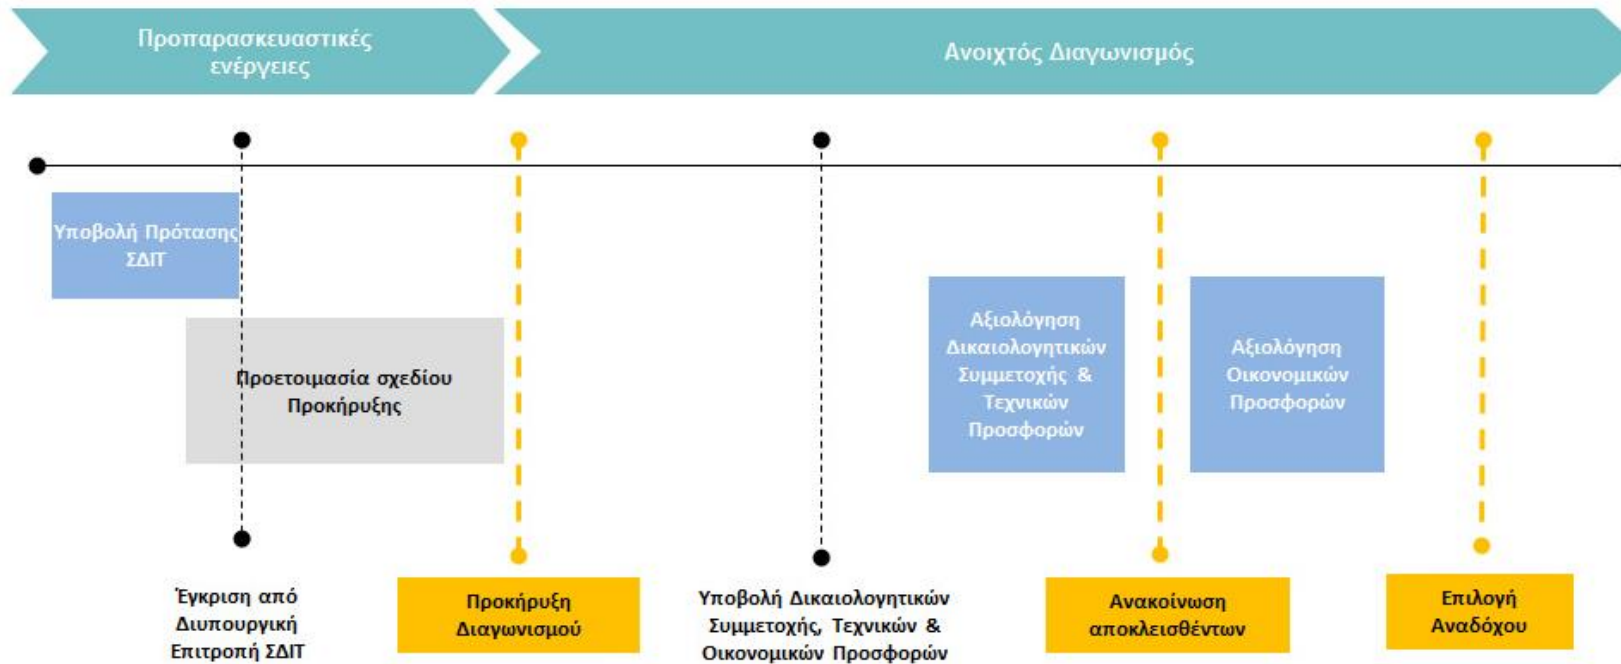 Προπαρασκευαστικές
ενέργειες
Ανοιχτός Διαγωνισμός
Υποβολή Πρότασης
ΣΔΙΤ
Προετοιμασία σχεδίου
Προκήρυξης
Αξιολόγηση
Δικαιολογητικών
Συμμετοχής &
Τεχνικών
Προσφορών
Αξιολόγηση
Οικονομικών
Προσφορών
Έγκριση από
Διυπουργική
Επιτροπή ΣΔΙΤ
Προκήρυξη
Διαγωνισμού
Υποβολή Δικαιολογητικών
Συμμετοχής, Τεχνικών &
Οικονομικών Προσφορών
Ανακοίνωση
αποκλεισθέντων
Επιλογή
Αναδόχου